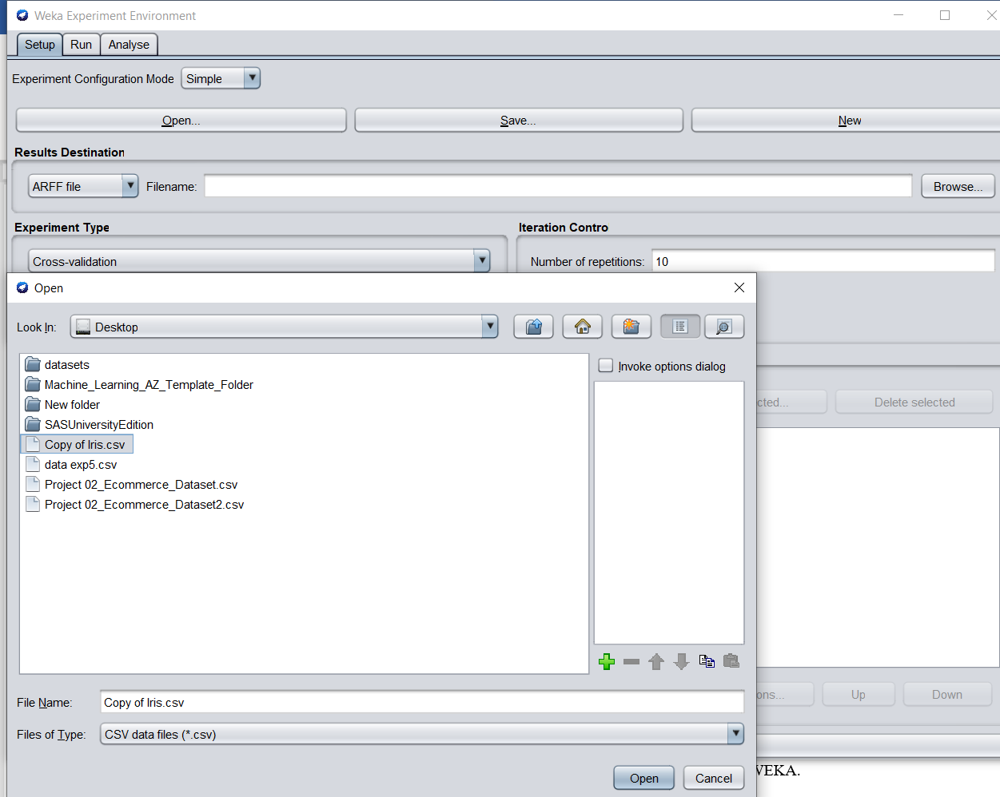 Weka Experiment Environment
Setup Run Analyse
Experiment Configuration Mode Simple
Open... Save... New
Results Destination
ARFF file Filename: Browse...
Experiment Type Iteration Contro
Cross-validation Number of repetitions: 10
Open
Look In: Desktop
datasets Invoke options dialog
Machine_Learning_AZ_Template_Folder
New folder Delete selected
SASUniversityEdition
Copy of Iris.csv
data exp5.csv
Project 02_Ecommerce_Dataset.csv
Project 02_Ecommerce_Dataset2.csv
File Name: Copy of Iris.csv Up Down
Files of Type: CSV data files (*.csv)
Open Cancel WEKA.